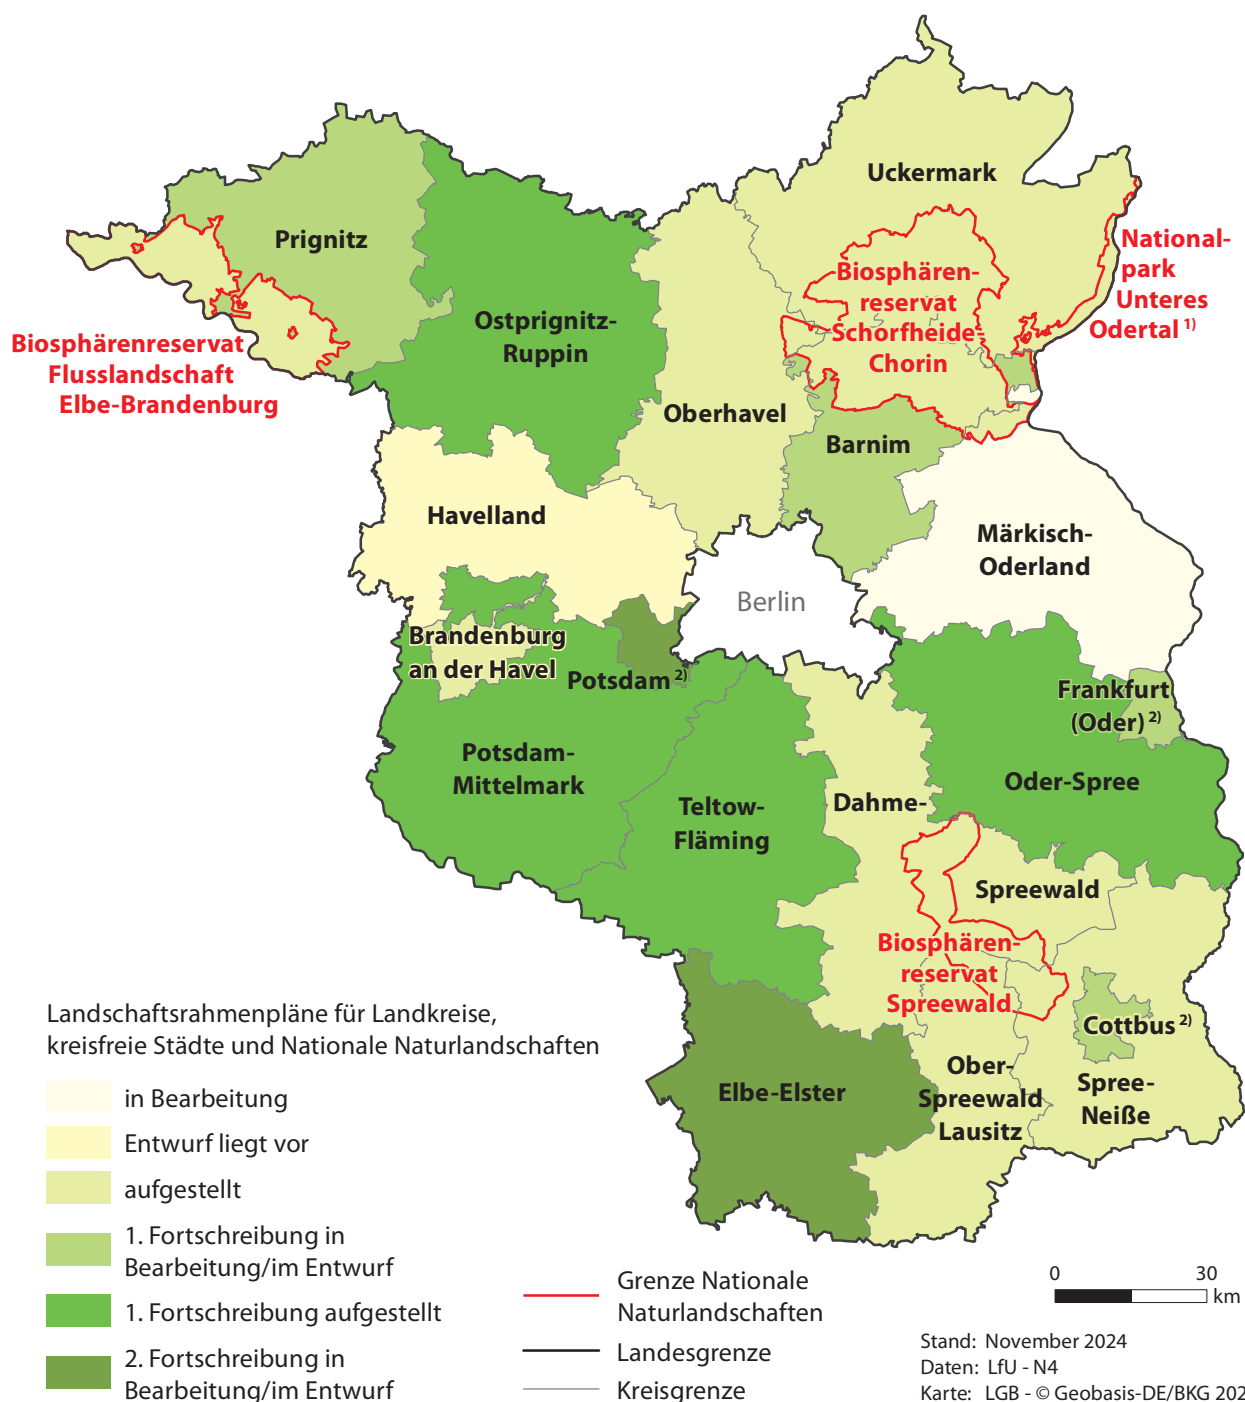 Uckermark
Prignitz
National-
park
Unteres
Odertal 1)
Biosphären-
reservat
Schorfheide-
Chorin
Ostprignitz-
Ruppin
Biosphärenreservat
Flusslandschaft
Elbe-Brandenburg
Oberhavel
Barnim
Havelland
Märkisch-
Oderland
Berlin
Brandenburg
an der Havel
Potsdam 2)
Frankfurt
(Oder) 2)
Potsdam-
Mittelmark
Oder-Spree
Teltow-
Fläming
Dahme-
Spreewald
Biosphären-
reservat
Spreewald
Cottbus 2)
Elbe-Elster
Ober-
Spreewald
Lausitz
Spree-
Neiße
Landschaftsrahmenpläne für Landkreise,
kreisfreie Städte und Nationale Naturlandschaften
in Bearbeitung
Entwurf liegt vor
aufgestellt
1. Fortschreibung in
Bearbeitung/im Entwurf
1. Fortschreibung aufgestellt
2. Fortschreibung in
Bearbeitung/im Entwurf
Grenze Nationale
Naturlandschaften
Landesgrenze
Kreisgrenze
0 30
km
Stand: November 2024
Daten: LfU - N4
Karte: LGB - © Geobasis-DE/BKG 202